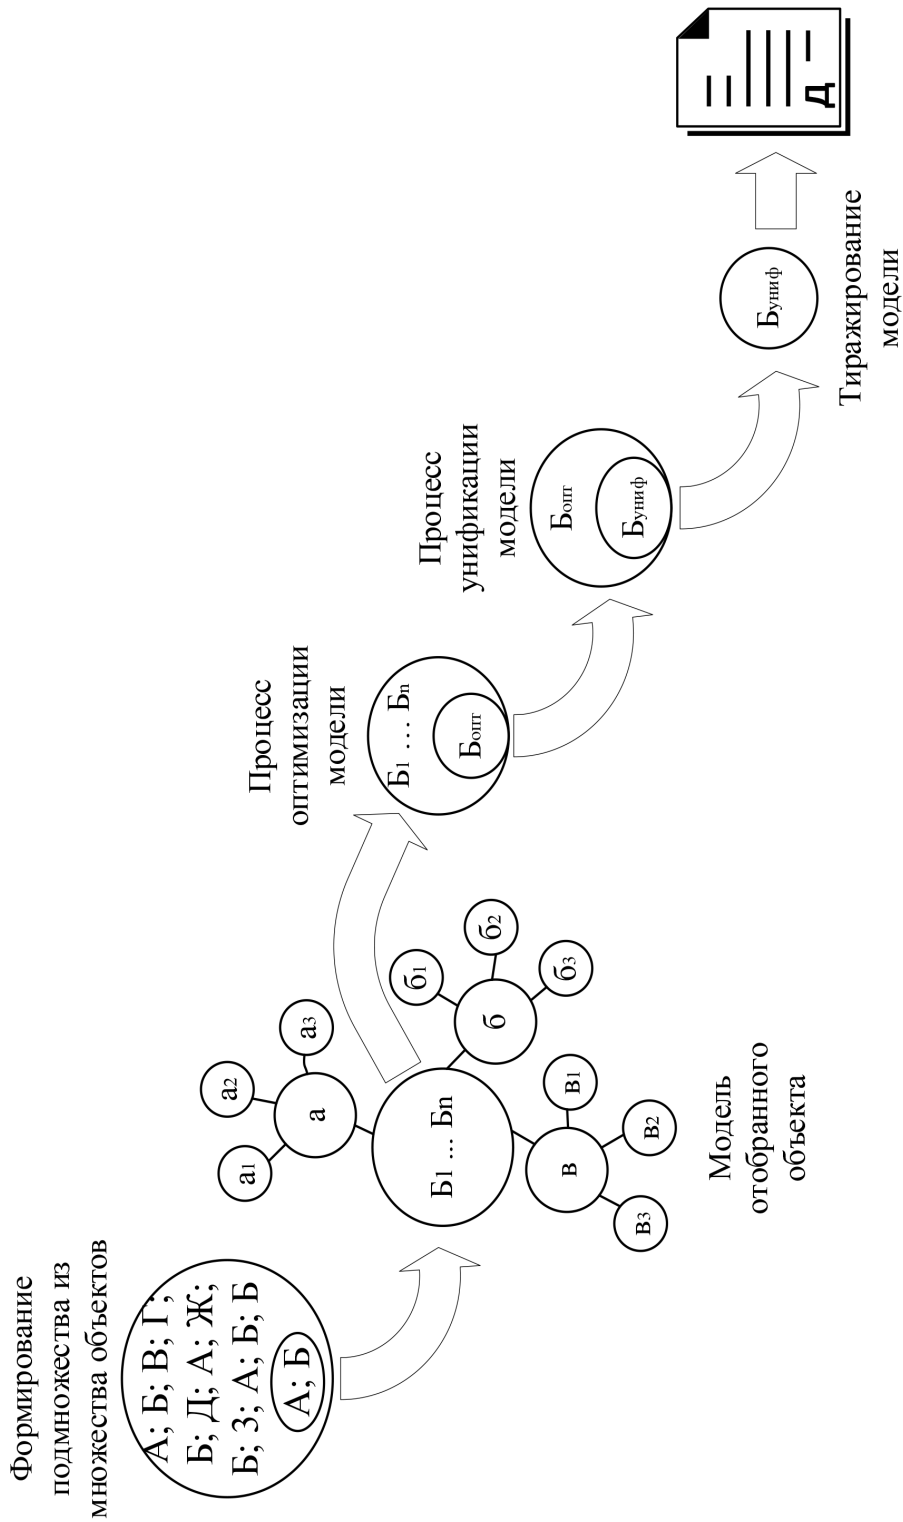 Формирование
подмножества из
множества объектов
А; Б; В; Г;
Б; Д; А; Ж;
Б; З; А; Б; Б
А; Б
а1
а2
а3
а
Б1 ... Бn
б1
б2
б3
б
в1
в2
в3
в
Модель
отобранного
объекта
Процесс
оптимизации
модели
Б1 … Бn
Бопт
Процесс
унификации
модели
Бопт
Буниф
Буниф
Тиражирование
модели
Д